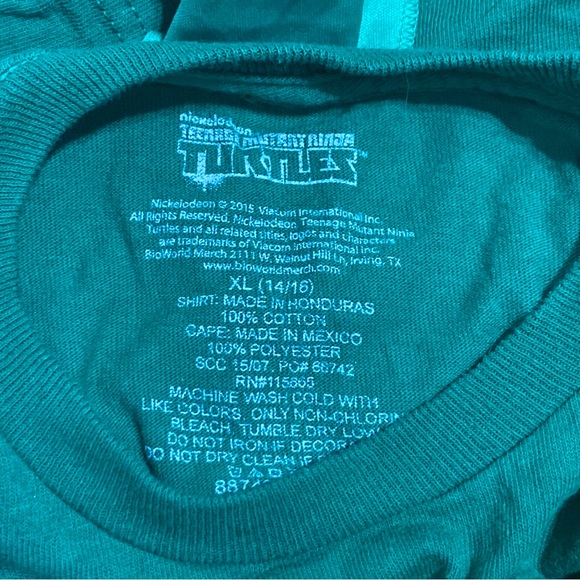 nickelodeon
TEENAGE MUTANT NINJA
TURTLES™
Nickelodeon © 2015 Viacom International Inc.
All Rights Reserved. Nickelodeon Teenage Mutant Ninja
Turtles and all related titles, logos and characters
are trademarks of Viacom International Inc.
BioWorld Merch 2111 W. Walnut Hill Ln, Irving, TX
www.bioworldmerch.com
XL (14/16)
SHIRT: MADE IN HONDURAS
100% COTTON
CAPE: MADE IN MEXICO
100% POLYESTER
SCC 15/07. PO# 86742
MACHINE WASH COLD WITH
LIKE COLORS. ONLY NON-CHLORIN
BLEACH. TUMBLE DRY LOW
DO NOT IRON IF DECOR
DO NOT DRY CLEAN IF